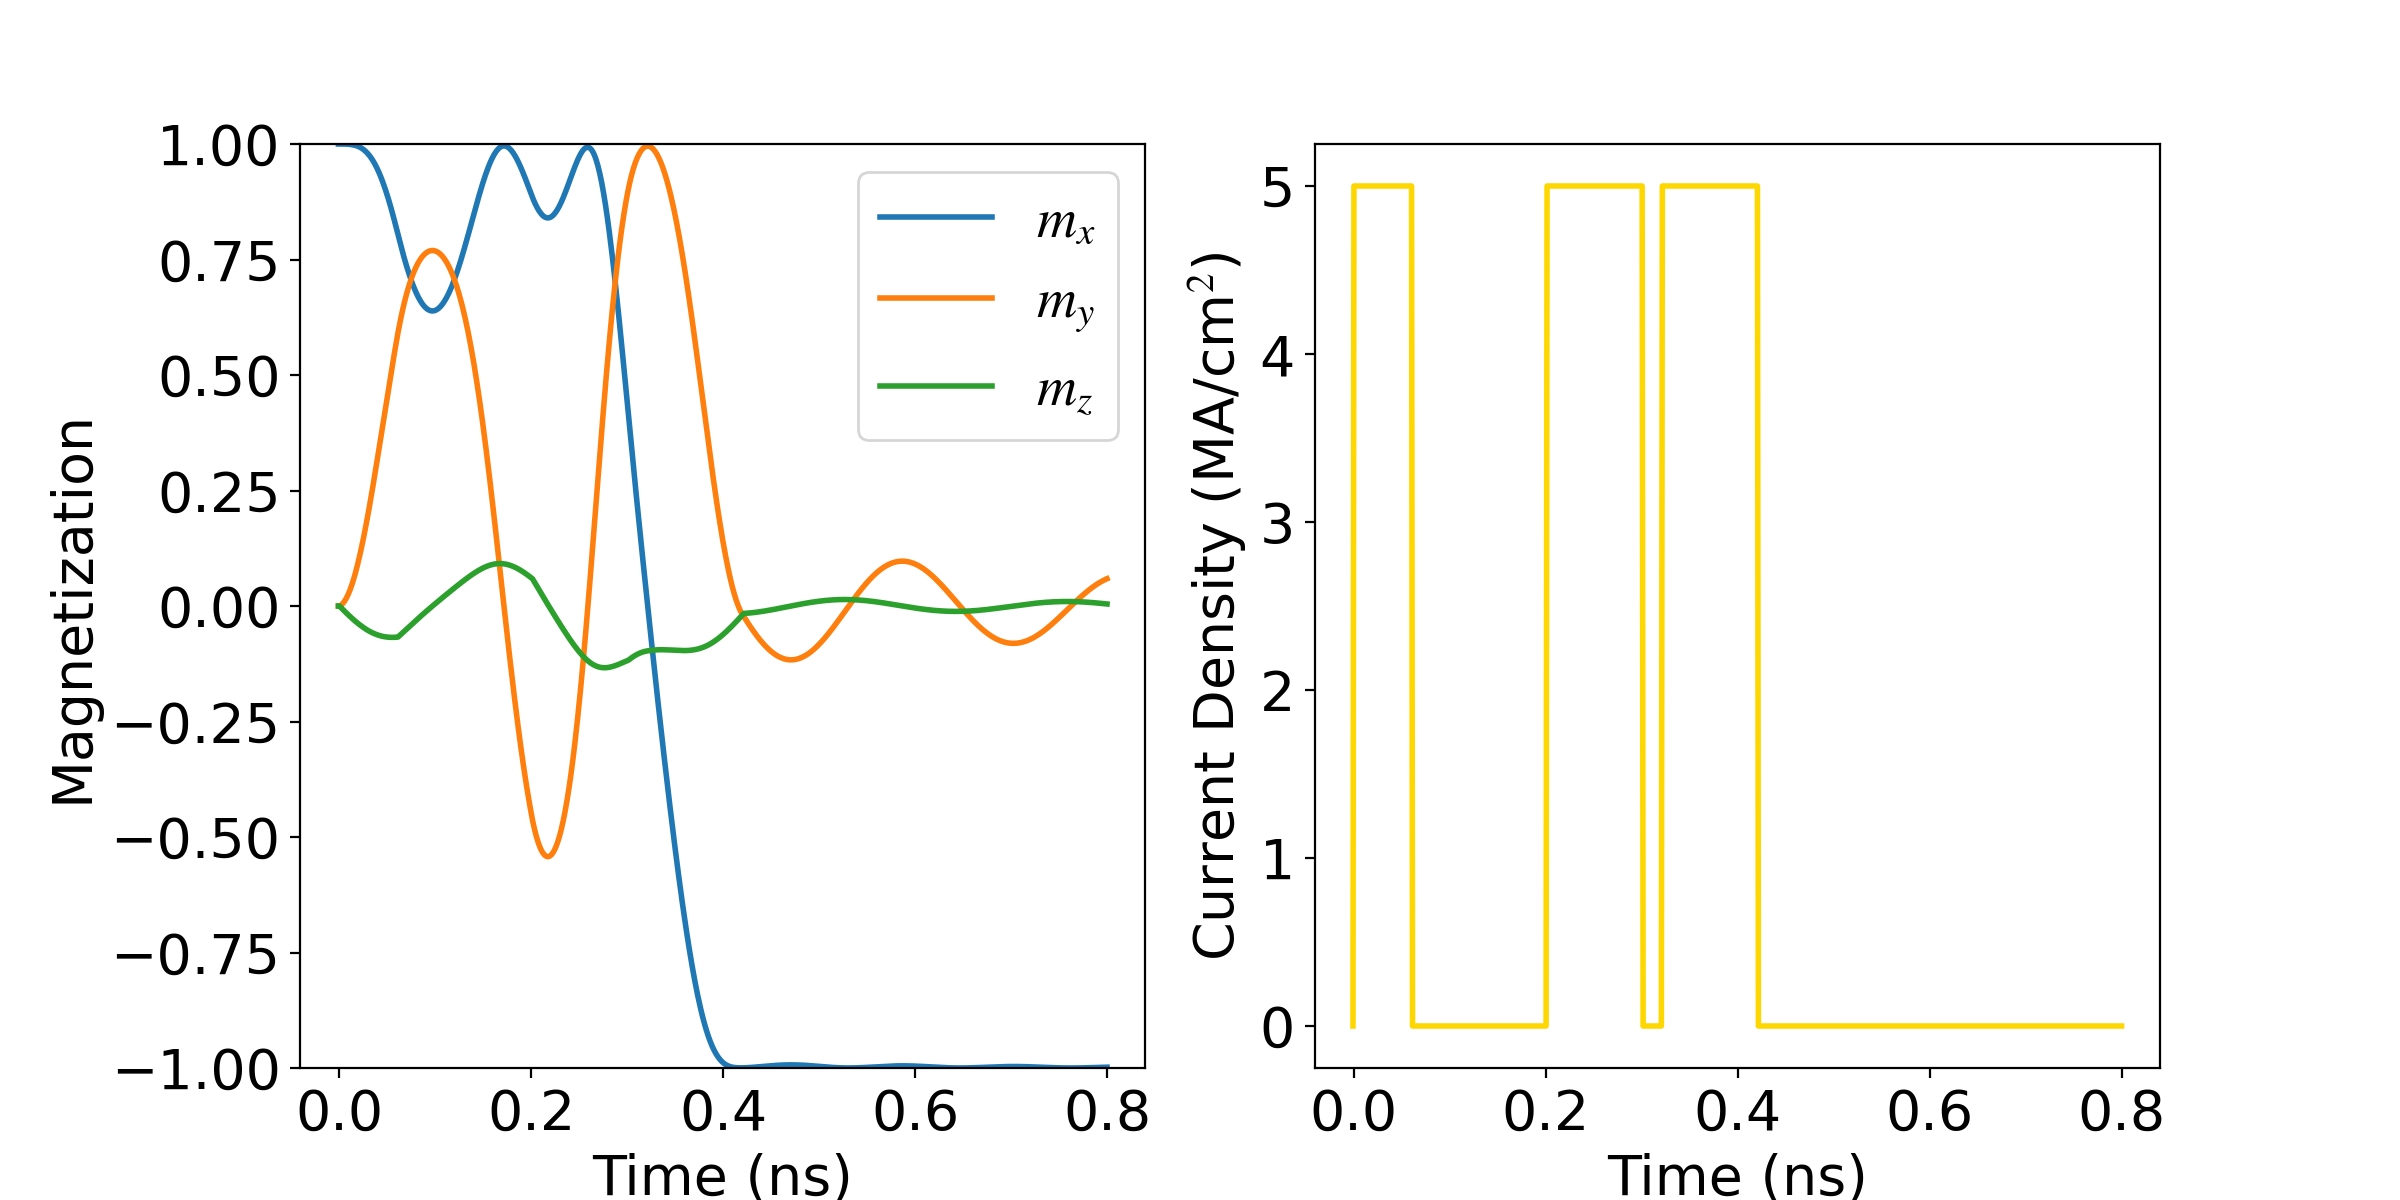 Magnetization
1.00
0.75
0.50
0.25
0.00
−0.25
−0.50
−0.75
−1.00
0.0 0.2 0.4 0.6 0.8
Time (ns)
m_x
m_y
m_z
Current Density (MA/cm²)
5
4
3
2
1
0
0.0 0.2 0.4 0.6 0.8
Time (ns)